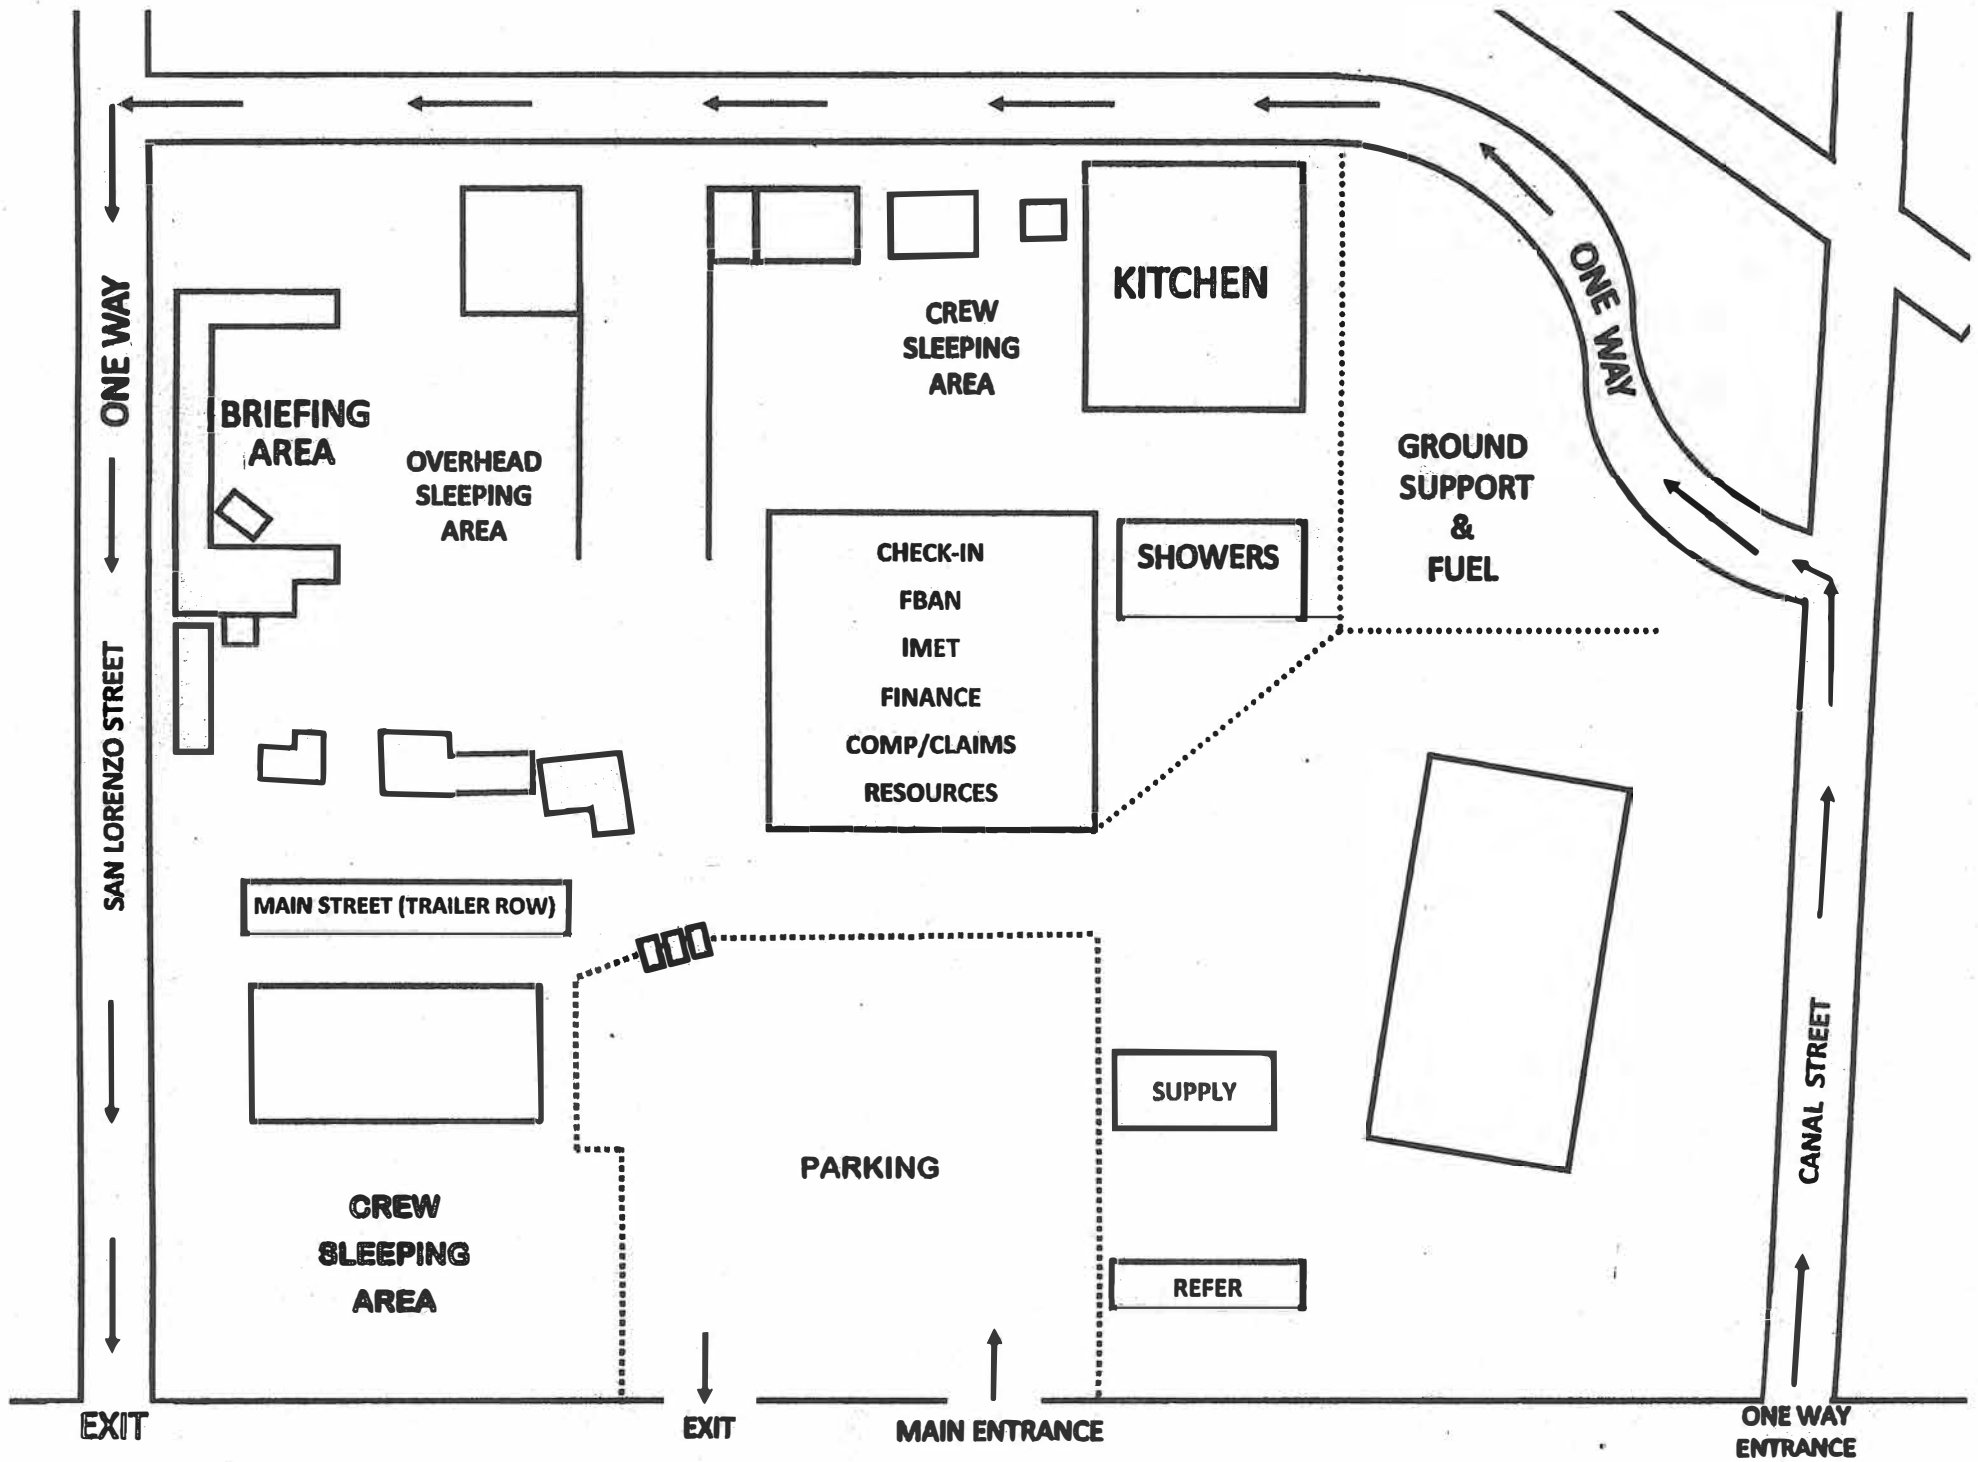 ONE WAY
KITCHEN
CREW
SLEEPING
AREA
ONE WAY
BRIEFING
AREA
OVERHEAD
SLEEPING
AREA
GROUND
SUPPORT
&
FUEL
CHECK-IN
FBAN
IMET
FINANCE
COMP/CLAIMS
RESOURCES
SHOWERS
SAN LORENZO STREET
MAIN STREET (TRAILER ROW)
SUPPLY
CANAL STREET
PARKING
CREW
SLEEPING
AREA
REFER
EXIT
EXIT
MAIN ENTRANCE
ONE WAY
ENTRANCE